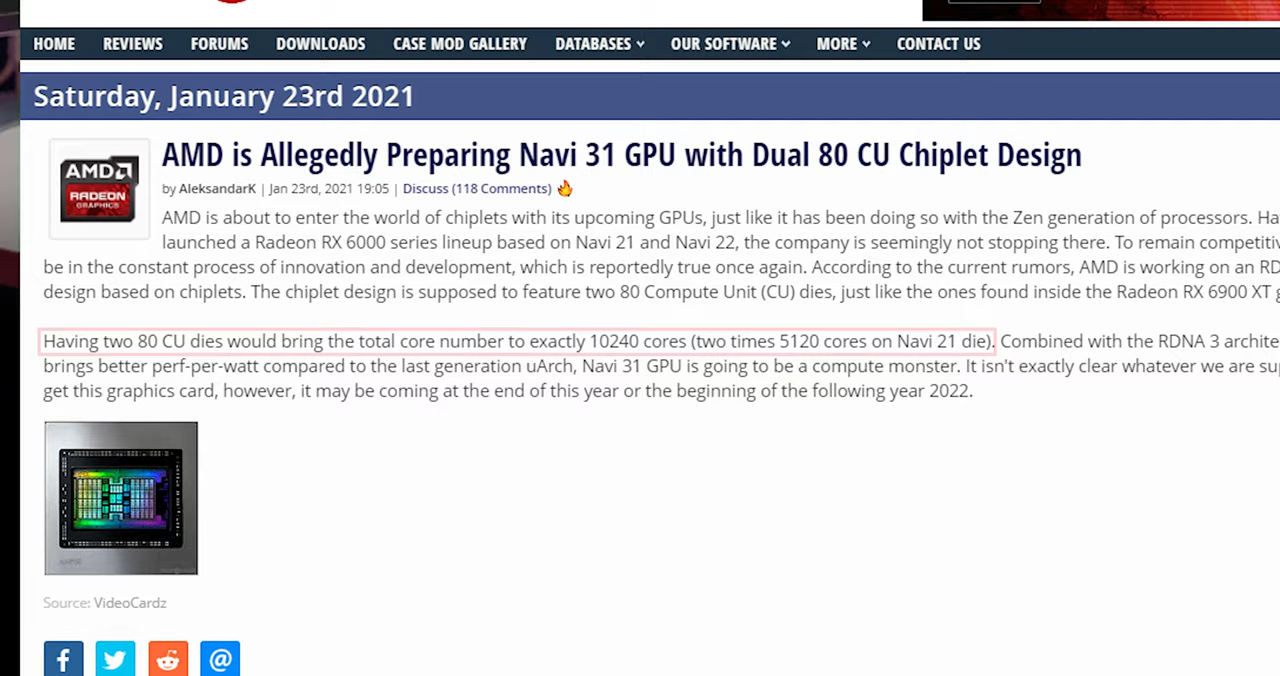 HOME REVIEWS FORUMS DOWNLOADS CASE MOD GALLERY DATABASES OUR SOFTWARE MORE CONTACT US
Saturday, January 23rd 2021
AMD
RADEON
GRAPHICS
AMD is Allegedly Preparing Navi 31 GPU with Dual 80 CU Chiplet Design
by AleksandarK | Jan 23rd, 2021 19:05 | Discuss (118 Comments)
AMD is about to enter the world of chiplets with its upcoming GPUs, just like it has been doing so with the Zen generation of processors. Ha
launched a Radeon RX 6000 series lineup based on Navi 21 and Navi 22, the company is seemingly not stopping there. To remain competitiv
be in the constant process of innovation and development, which is reportedly true once again. According to the current rumors, AMD is working on an RD
design based on chiplets. The chiplet design is supposed to feature two 80 Compute Unit (CU) dies, just like the ones found inside the Radeon RX 6900 XT g
Having two 80 CU dies would bring the total core number to exactly 10240 cores (two times 5120 cores on Navi 21 die). Combined with the RDNA 3 archite
brings better perf-per-watt compared to the last generation uArch, Navi 31 GPU is going to be a compute monster. It isn't exactly clear whatever we are sup
get this graphics card, however, it may be coming at the end of this year or the beginning of the following year 2022.
Source: VideoCardz